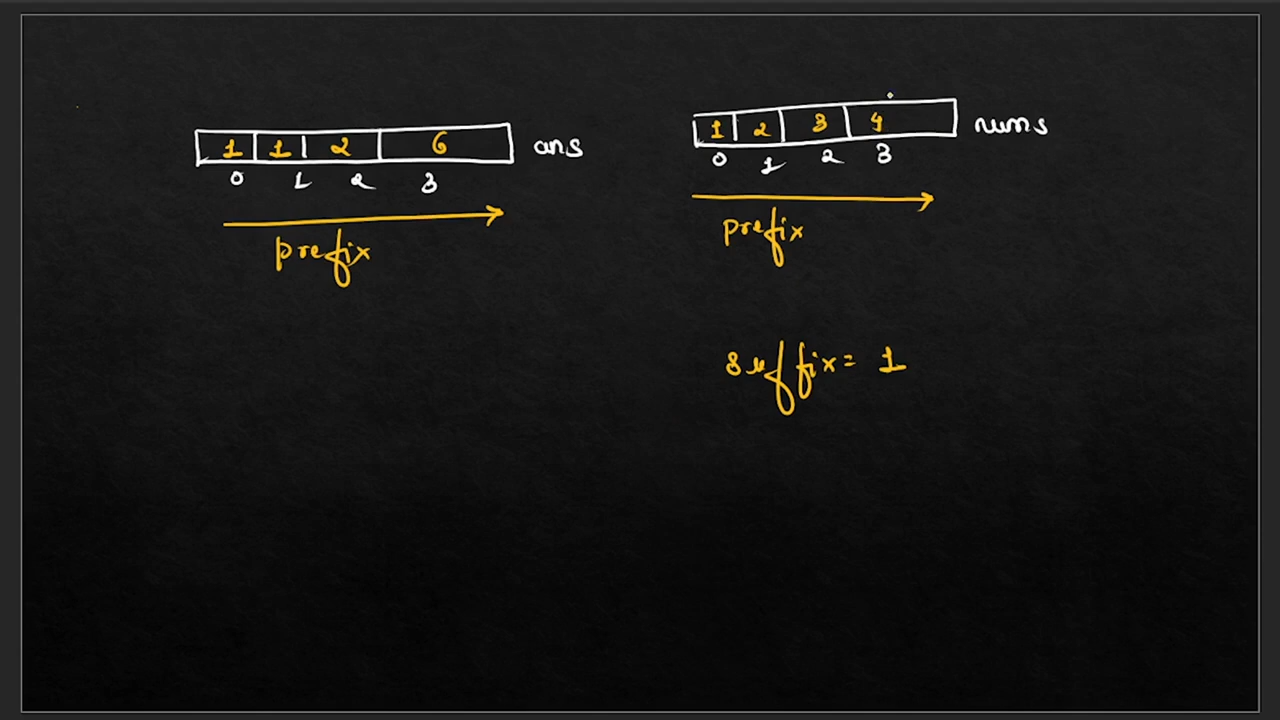 1 1 2 6 ans
0 1 2 3
prefix
1 2 3 4 nums
0 1 2 3
prefix
suffix = 1